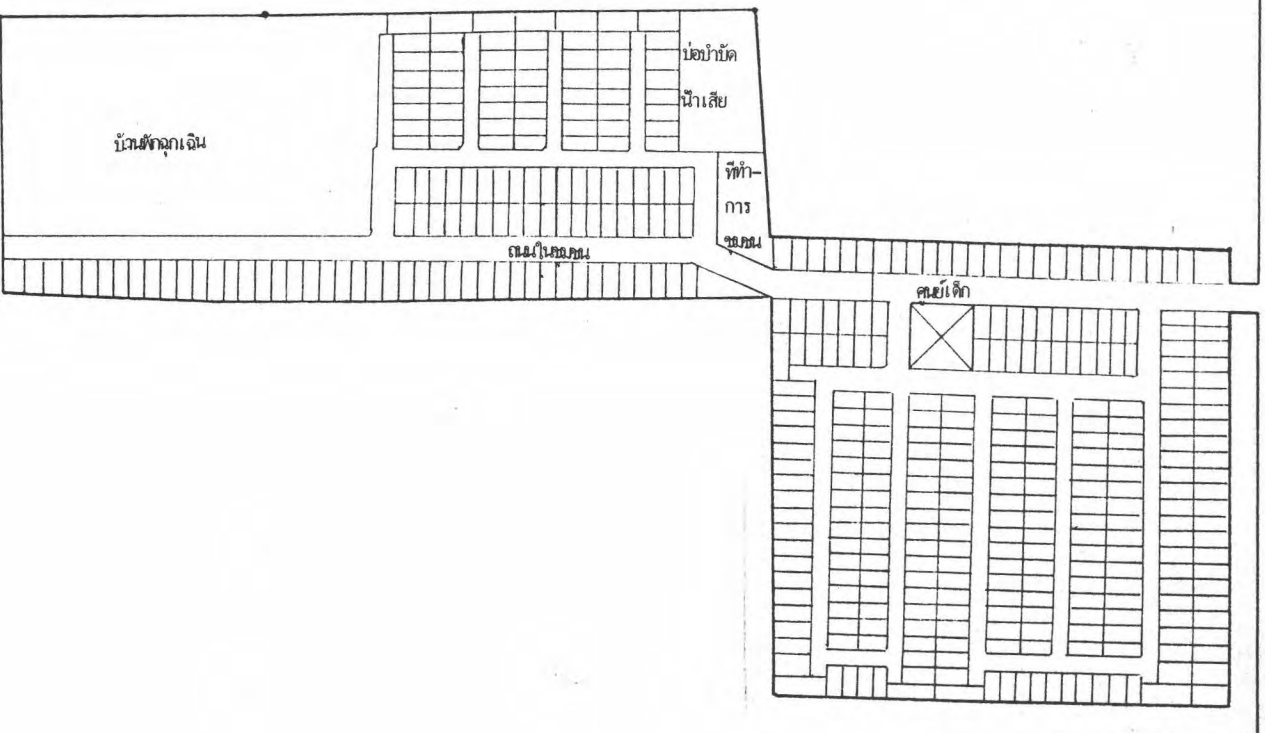 บ่อบำบัด
น้ำเสีย
บ้านพักฉุกเฉิน
ที่ทำ-
การ
ชุมชน
ถนนในชุมชน
ศูนย์เด็ก